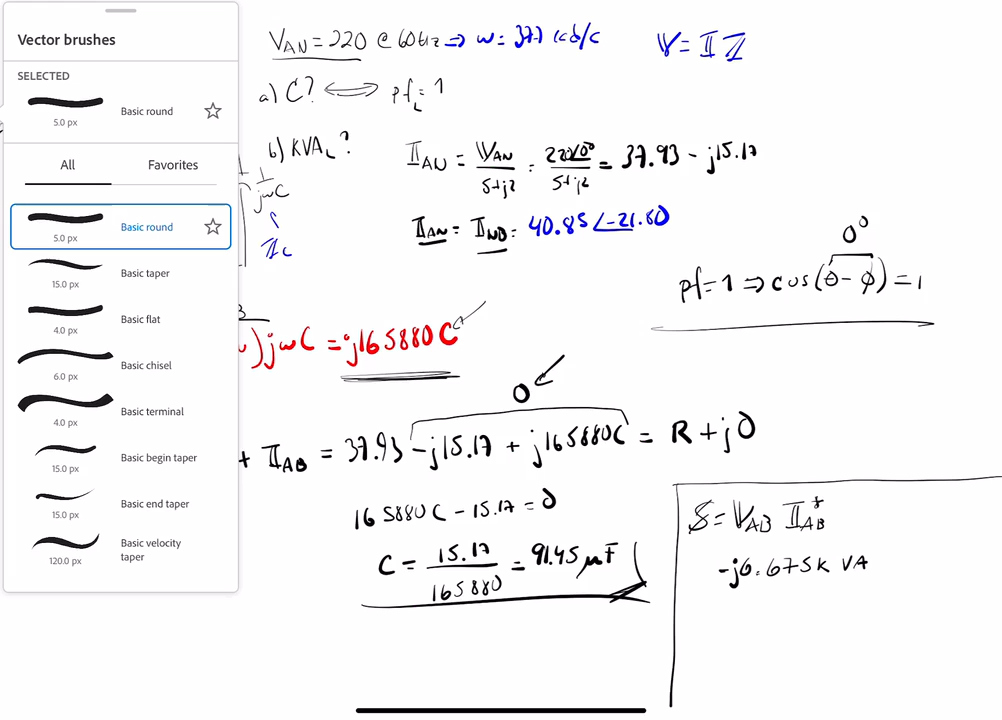 Vector brushes
SELECTED
Basic round
5.0 px
All Favorites
Basic round
5.0 px
Basic taper
15.0 px
Basic flat
4.0 px
Basic chisel
6.0 px
Basic terminal
4.0 px
Basic begin taper
15.0 px
Basic end taper
15.0 px
Basic velocity
taper
120.0 px
V_AN = 220 @ 60Hz ⇒ ω = 377 rad/s
V = I Z
a) C? ⟺ pf_L = 1
b) KVA_L?
1/jωC
I_C
I_AN = V_AN/5+j2 = 220∠0°/5+j2 = 37.93 - j15.17
I_AN = I_NB = 40.85 ∠-21.80
0°
pf = 1 ⇒ cos(θ - φ) = 1
) jωC = j165880C
0
+ I_AB = 37.93 - j15.17 + j165880C = R + j0
165880C - 15.17 = 0
C = 15.17/165880 = 91.45 μF
S = V_AB I_AB*
-j6.675k VA